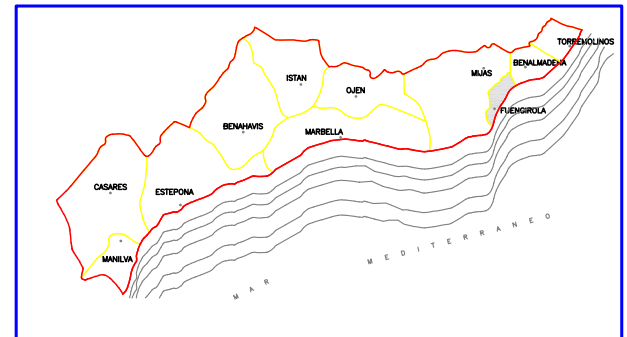 TORREMOLINOS
BENALMADENA
MIJAS
ISTAN
OJEN
FUENGIROLA
BENAHAVIS
MARBELLA
CASARES
ESTEPONA
MANILVA
MAR MEDITERRANEO